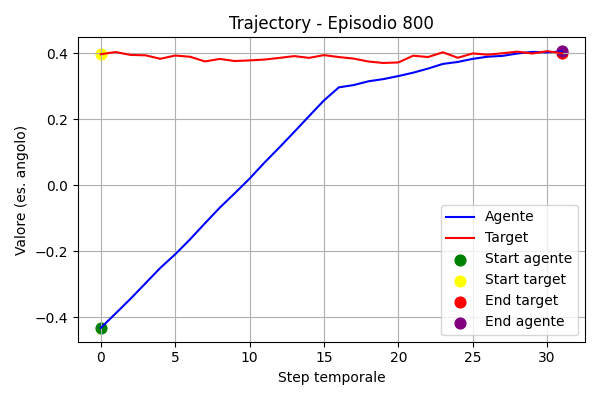 Trajectory - Episodio 800
Valore (es. angolo)
0.4
0.2
0.0
−0.2
−0.4
0
5
10
15
20
25
30
Step temporale
Agente
Target
Start agente
Start target
End target
End agente